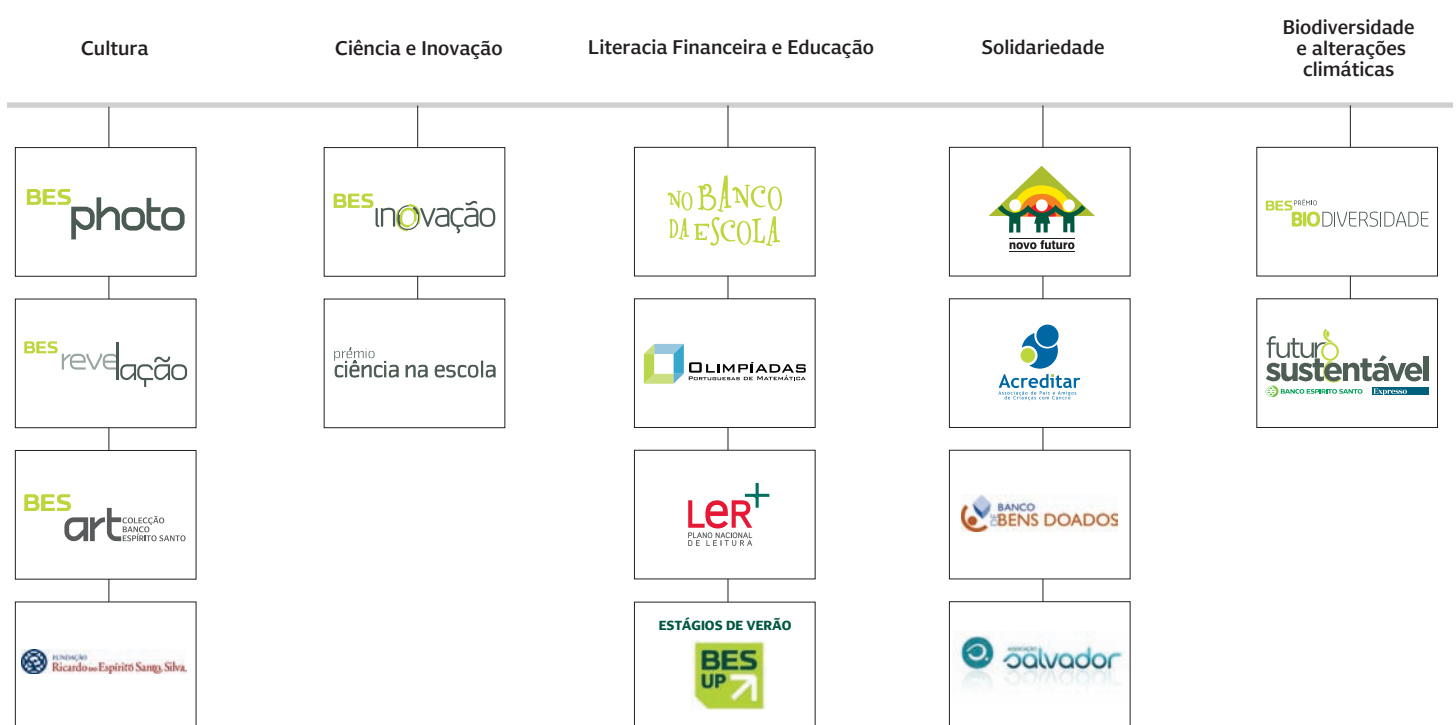 Cultura
Ciência e Inovação
Literacia Financeira e Educação
Solidariedade
Biodiversidade
e alterações
climáticas
BES photo
BES revelação
BES art
COLECÇÃO
BANCO
ESPÍRITO SANTO
FUNDAÇÃO
Ricardo do Espírito Santo Silva
BES inovação
prémio
ciência na escola
NO BANCO
DA ESCOLA
OLIMPÍADAS
PORTUGUESAS DE MATEMÁTICA
LeR+
PLANO NACIONAL
DE LEITURA
ESTÁGIOS DE VERÃO
BES
UP
novo futuro
Acreditar
Associação de Pais e Amigos
de Crianças com Cancro
BANCO
DE BENS DOADOS
ASSOCIAÇÃO
salvador
BES PRÉMIO
BIODIVERSIDADE
futuro
sustentável
BANCO ESPIRITO SANTO Expresso